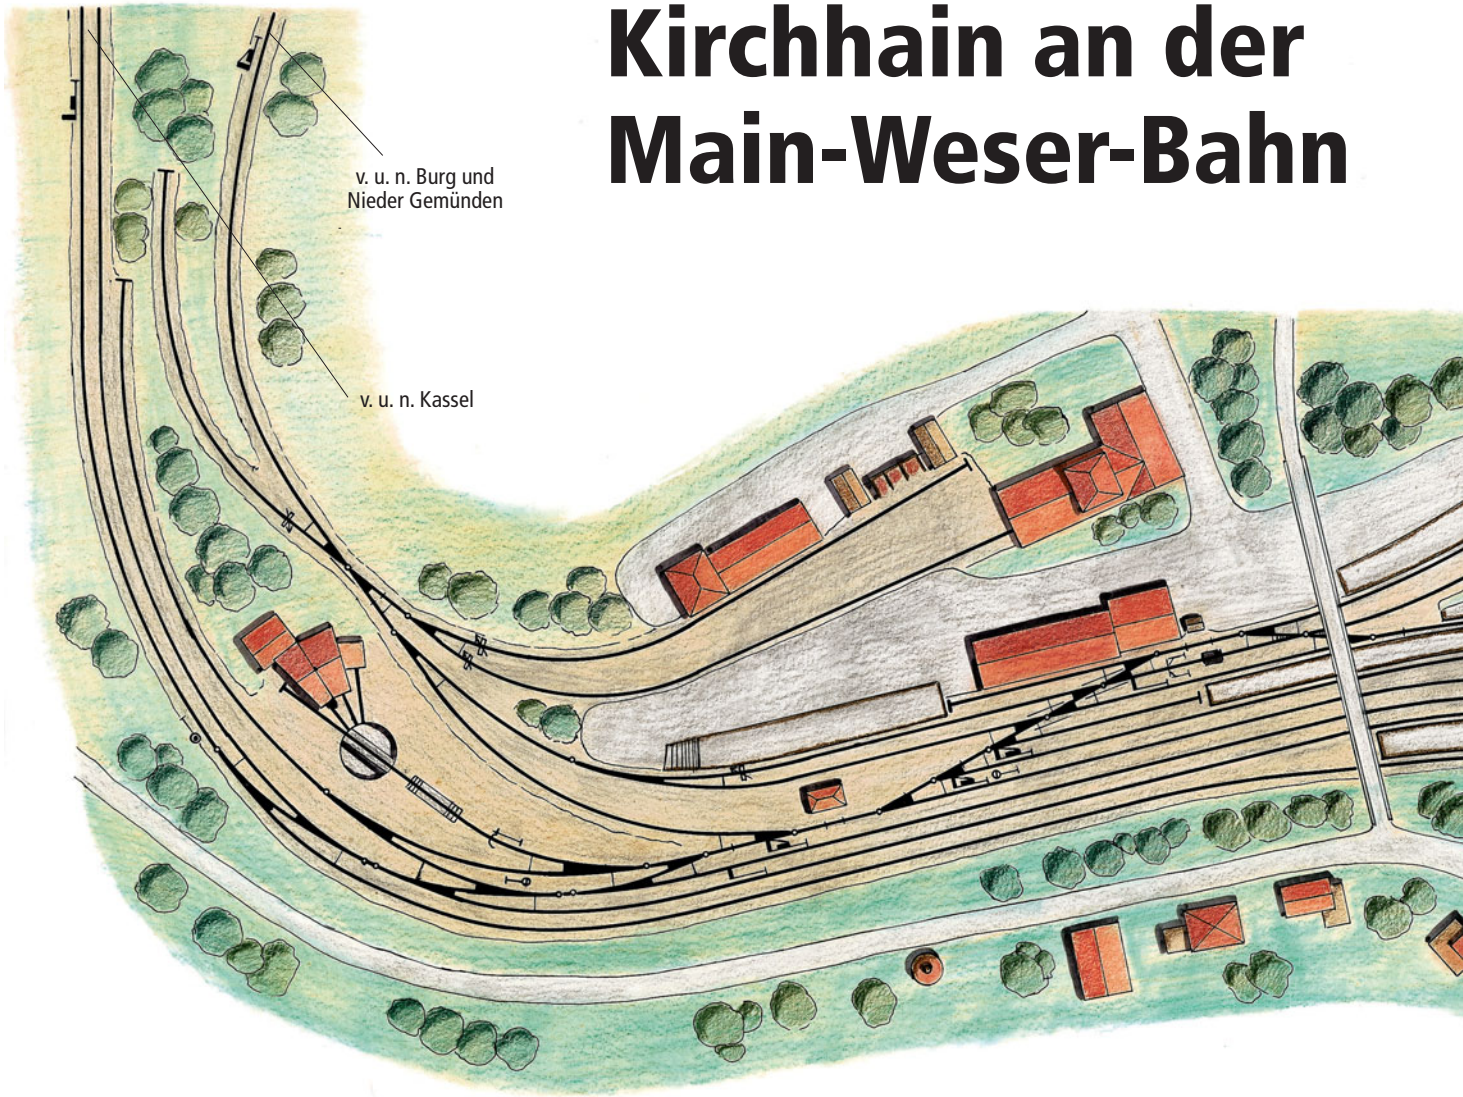 Kirchhain an der
Main-Weser-Bahn
v. u. n. Burg und
Nieder Gemünden
v. u. n. Kassel